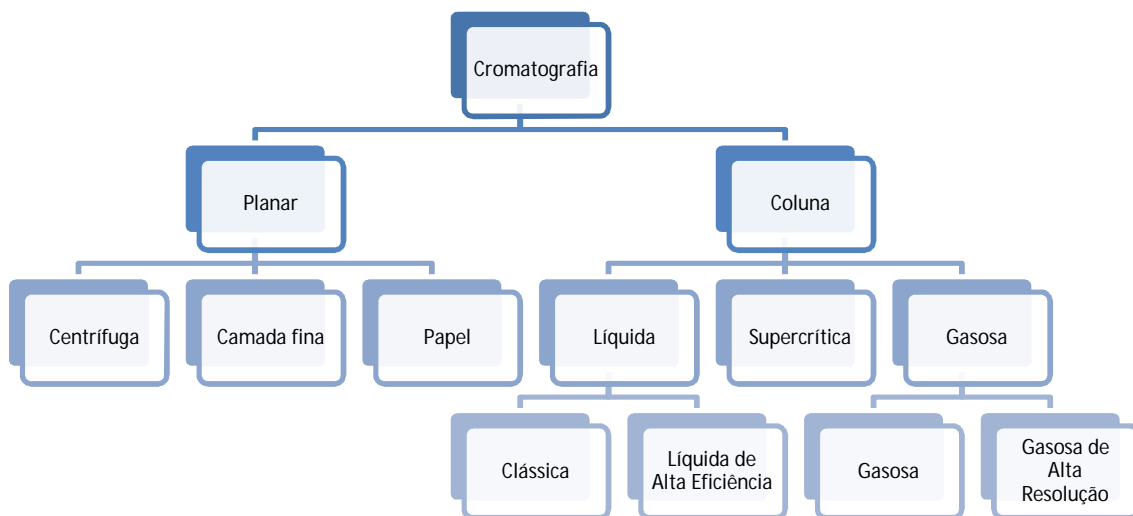 Cromatografia
Planar
Coluna
Centrífuga
Camada fina
Papel
Líquida
Supercrítica
Gasosa
Clássica
Líquida de
Alta Eficiência
Gasosa
Gasosa de
Alta
Resolução